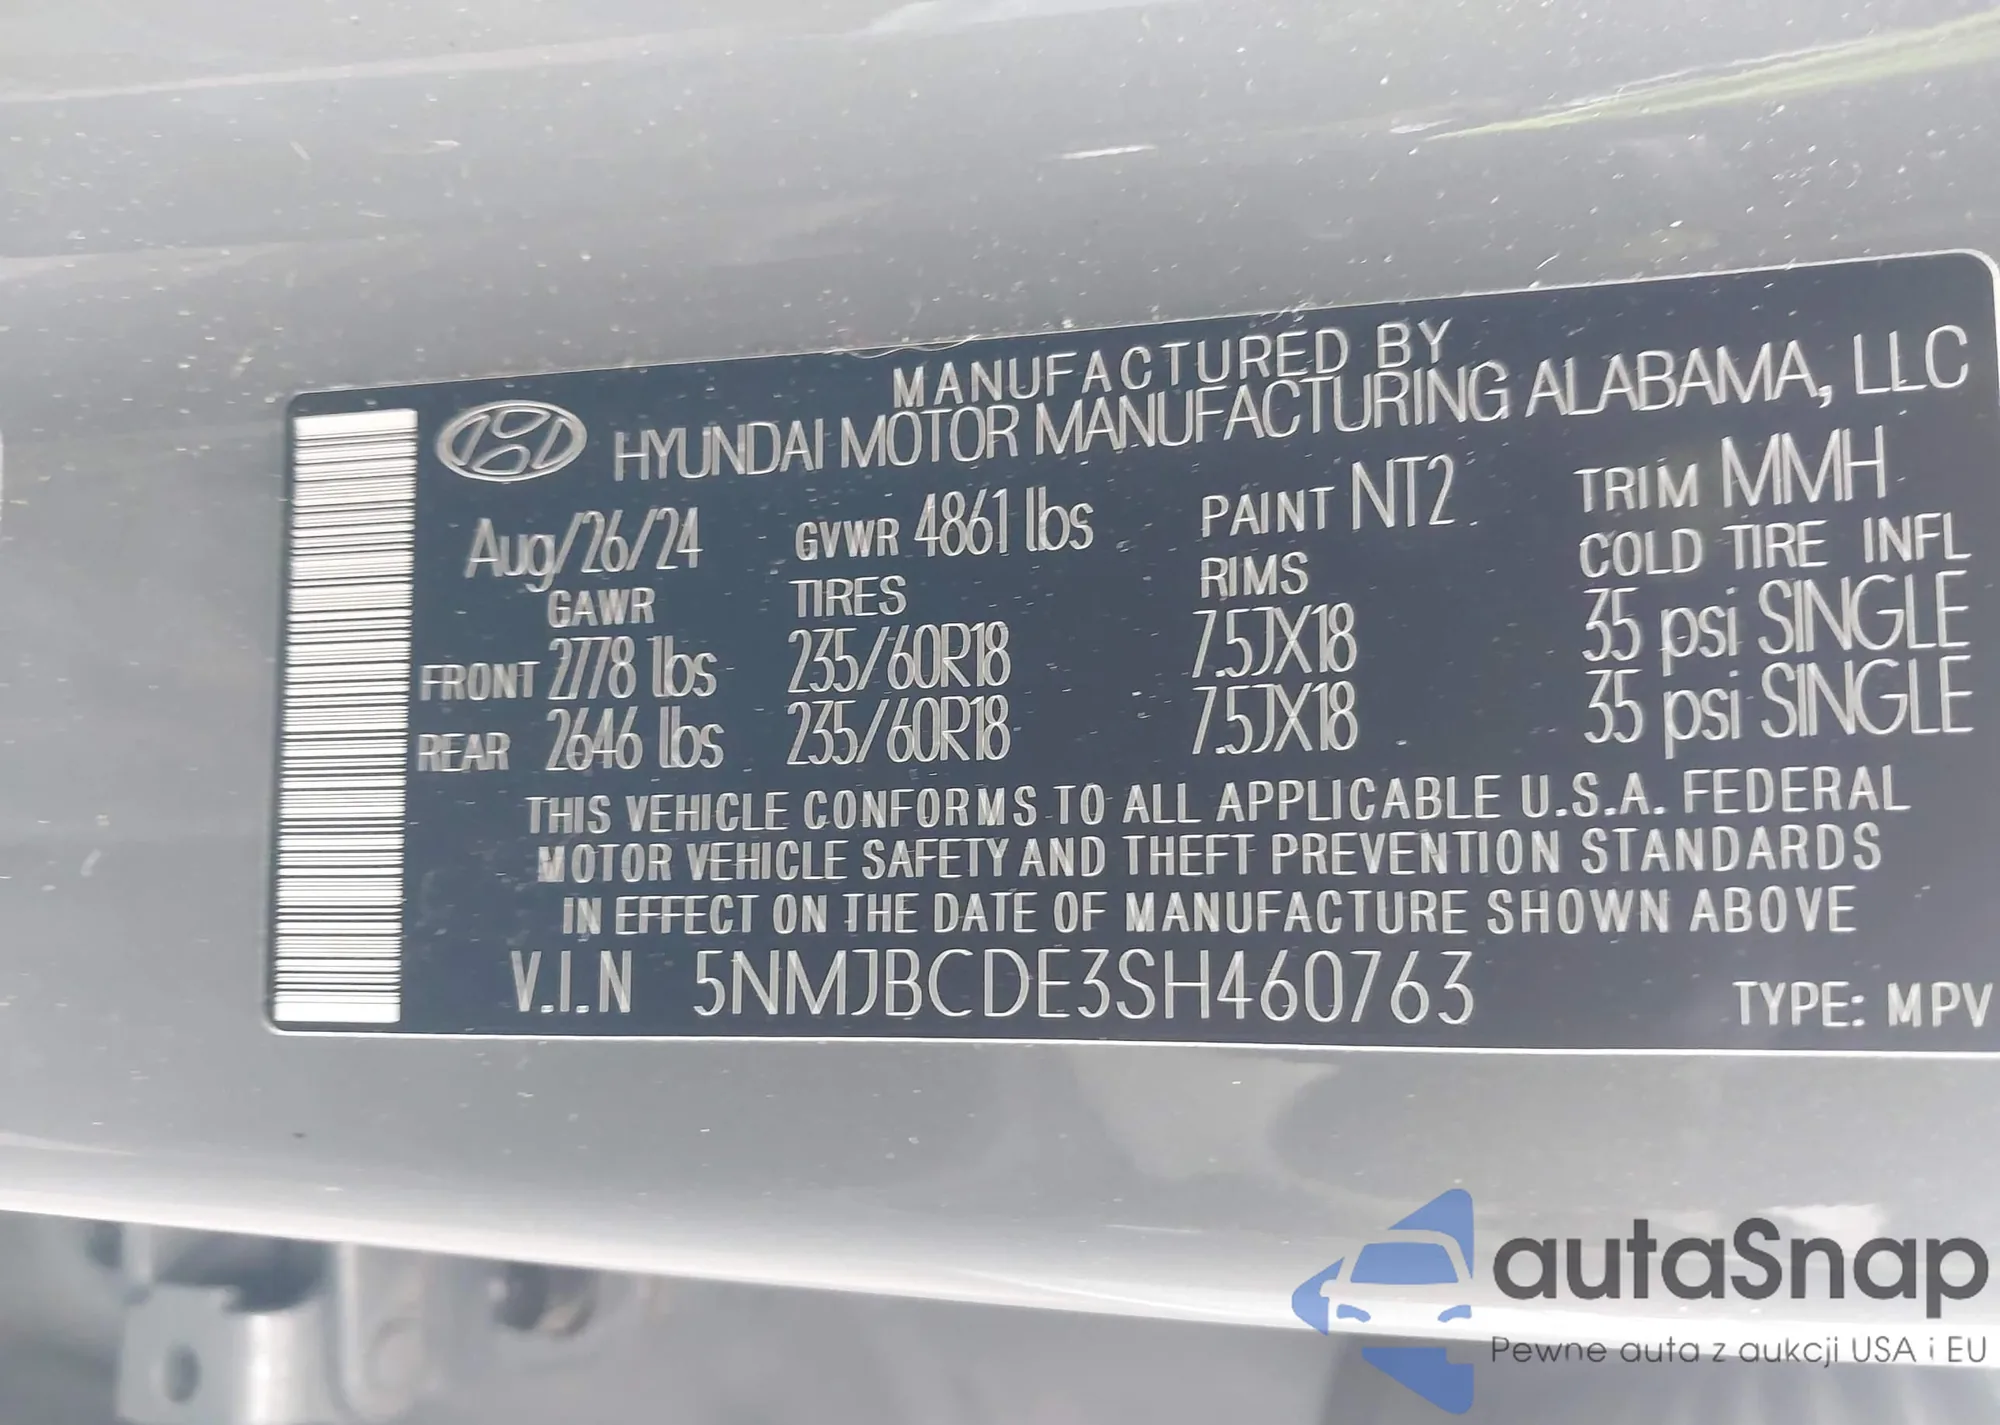 MANUFACTURED BY
HYUNDAI MOTOR MANUFACTURING ALABAMA, LLC
Aug/26/24 GVWR 4861 lbs PAINT NT2 TRIM MMH
GAWR TIRES RIMS COLD TIRE INFL
FRONT 2778 lbs 235/60R18 7.5JX18 35 psi SINGLE
REAR 2646 lbs 235/60R18 7.5JX18 35 psi SINGLE
THIS VEHICLE CONFORMS TO ALL APPLICABLE U.S.A. FEDERAL
MOTOR VEHICLE SAFETY AND THEFT PREVENTION STANDARDS
IN EFFECT ON THE DATE OF MANUFACTURE SHOWN ABOVE
V.I.N 5NMJBCDE3SH460763 TYPE: MPV
autaSnap
Pewne auta z aukcji USA i EU